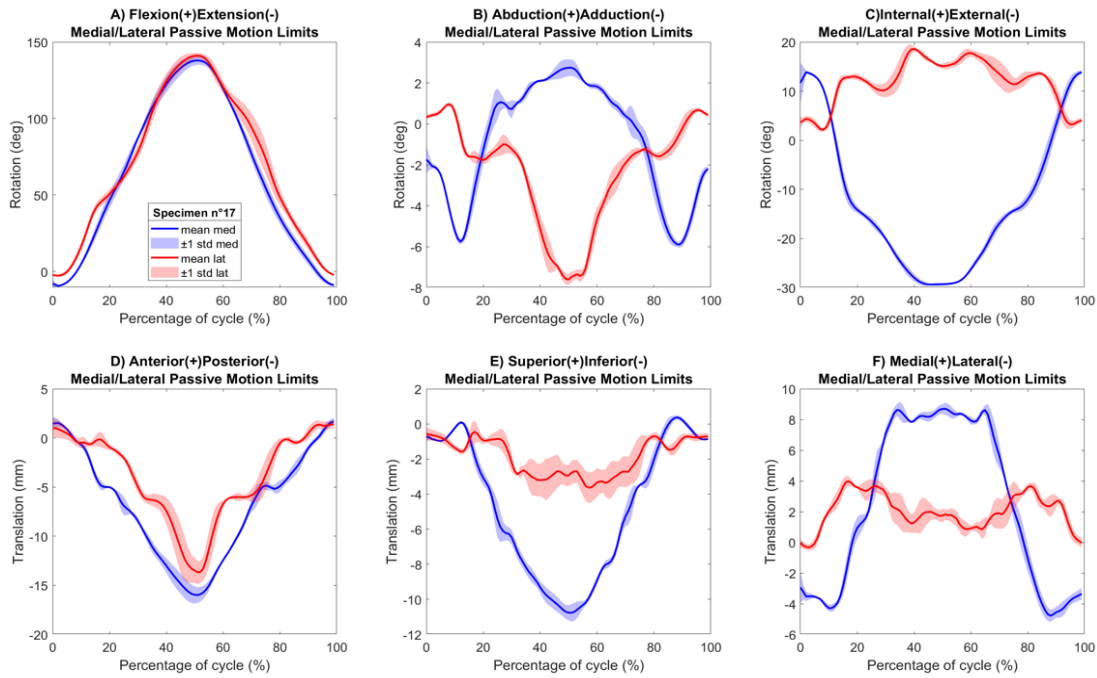 A) Flexion(+)Extension(-)
Medial/Lateral Passive Motion Limits
150
100
50
0
Rotation (deg)
Specimen n°17
mean med
±1 std med
mean lat
±1 std lat
0 20 40 60 80 100
Percentage of cycle (%)
B) Abduction(+)Adduction(-)
Medial/Lateral Passive Motion Limits
4
2
0
-2
-4
-6
-8
Rotation (deg)
0 20 40 60 80 100
Percentage of cycle (%)
C)Internal(+)External(-)
Medial/Lateral Passive Motion Limits
20
10
0
-10
-20
-30
Rotation (deg)
0 20 40 60 80 100
Percentage of cycle (%)
D) Anterior(+)Posterior(-)
Medial/Lateral Passive Motion Limits
5
0
-5
-10
-15
-20
Translation (mm)
0 20 40 60 80 100
Percentage of cycle (%)
E) Superior(+)Inferior(-)
Medial/Lateral Passive Motion Limits
2
0
-2
-4
-6
-8
-10
-12
Translation (mm)
0 20 40 60 80 100
Percentage of cycle (%)
F) Medial(+)Lateral(-)
Medial/Lateral Passive Motion Limits
10
8
6
4
2
0
-2
-4
-6
Translation (mm)
0 20 40 60 80 100
Percentage of cycle (%)